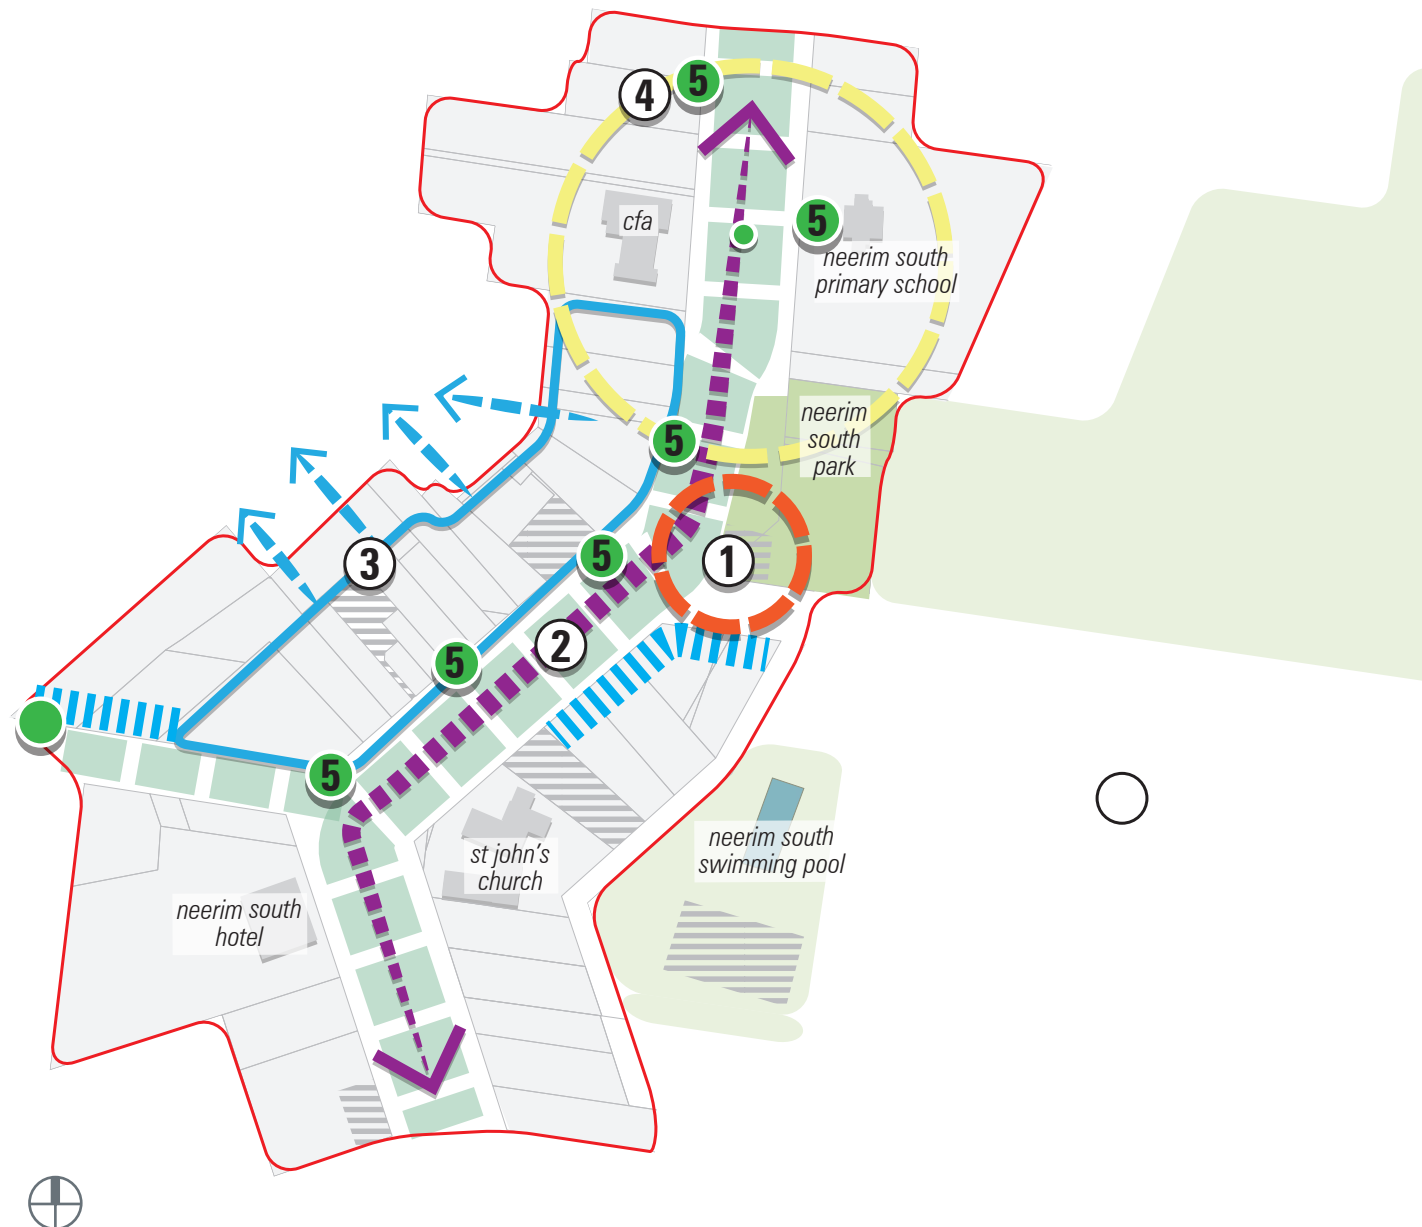 4
5
cfa
5
neerim south
primary school
neerim
south
park
5
5
1
3
2
5
5
neerim south
swimming pool
st john's
church
neerim south
hotel